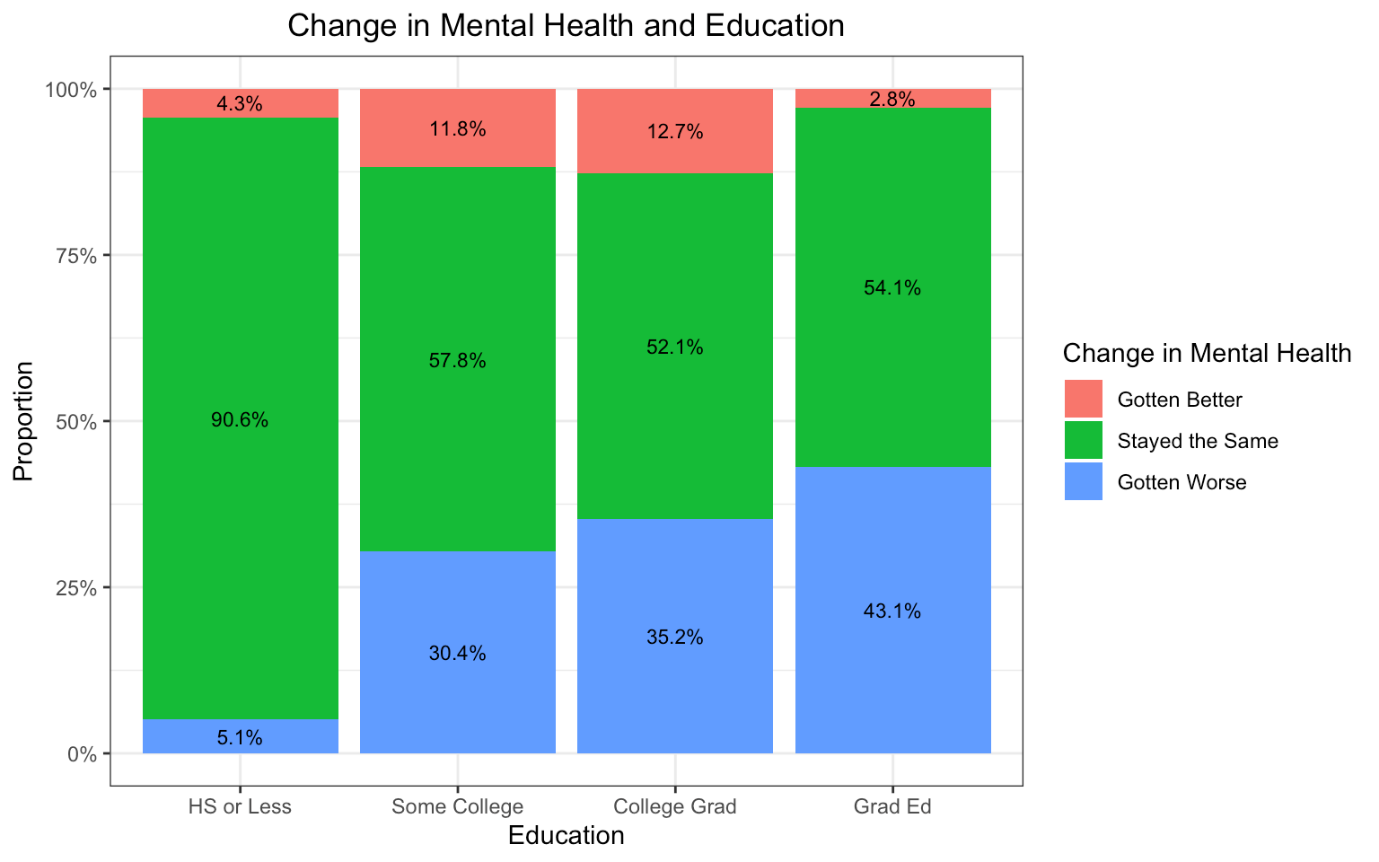 Change in Mental Health and Education
Proportion
100%
75%
50%
25%
0%
4.3%
90.6%
5.1%
11.8%
57.8%
30.4%
12.7%
52.1%
35.2%
2.8%
54.1%
43.1%
HS or Less
Some College
College Grad
Grad Ed
Education
Change in Mental Health
Gotten Better
Stayed the Same
Gotten Worse